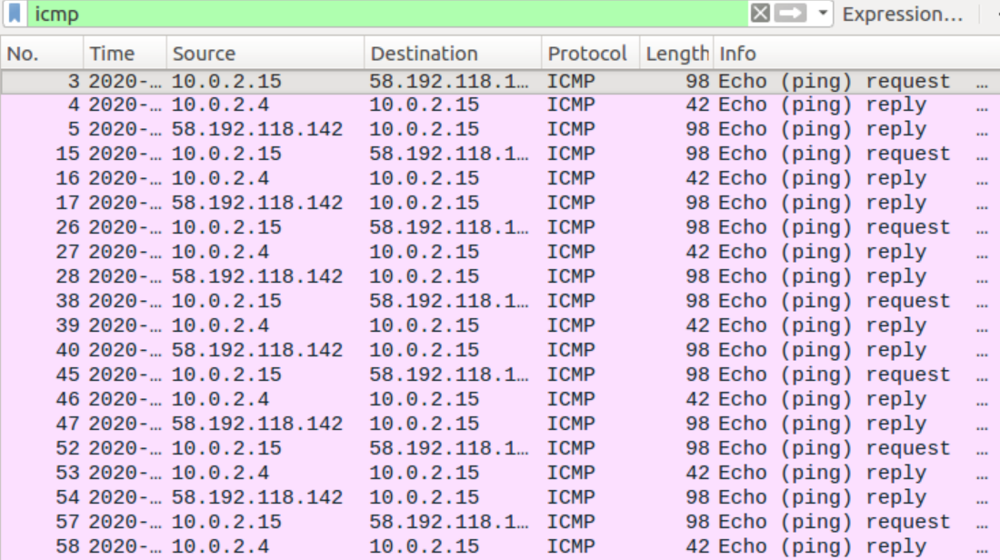 icmp Expression…
No. Time Source Destination Protocol Length Info
3 2020-… 10.0.2.15 58.192.118.1… ICMP 98 Echo (ping) request …
4 2020-… 10.0.2.4 10.0.2.15 ICMP 42 Echo (ping) reply …
5 2020-… 58.192.118.142 10.0.2.15 ICMP 98 Echo (ping) reply …
15 2020-… 10.0.2.15 58.192.118.1… ICMP 98 Echo (ping) request …
16 2020-… 10.0.2.4 10.0.2.15 ICMP 42 Echo (ping) reply …
17 2020-… 58.192.118.142 10.0.2.15 ICMP 98 Echo (ping) reply …
26 2020-… 10.0.2.15 58.192.118.1… ICMP 98 Echo (ping) request …
27 2020-… 10.0.2.4 10.0.2.15 ICMP 42 Echo (ping) reply …
28 2020-… 58.192.118.142 10.0.2.15 ICMP 98 Echo (ping) reply …
38 2020-… 10.0.2.15 58.192.118.1… ICMP 98 Echo (ping) request …
39 2020-… 10.0.2.4 10.0.2.15 ICMP 42 Echo (ping) reply …
40 2020-… 58.192.118.142 10.0.2.15 ICMP 98 Echo (ping) reply …
45 2020-… 10.0.2.15 58.192.118.1… ICMP 98 Echo (ping) request …
46 2020-… 10.0.2.4 10.0.2.15 ICMP 42 Echo (ping) reply …
47 2020-… 58.192.118.142 10.0.2.15 ICMP 98 Echo (ping) reply …
52 2020-… 10.0.2.15 58.192.118.1… ICMP 98 Echo (ping) request …
53 2020-… 10.0.2.4 10.0.2.15 ICMP 42 Echo (ping) reply …
54 2020-… 58.192.118.142 10.0.2.15 ICMP 98 Echo (ping) reply …
57 2020-… 10.0.2.15 58.192.118.1… ICMP 98 Echo (ping) request …
58 2020-… 10.0.2.4 10.0.2.15 ICMP 42 Echo (ping) reply …